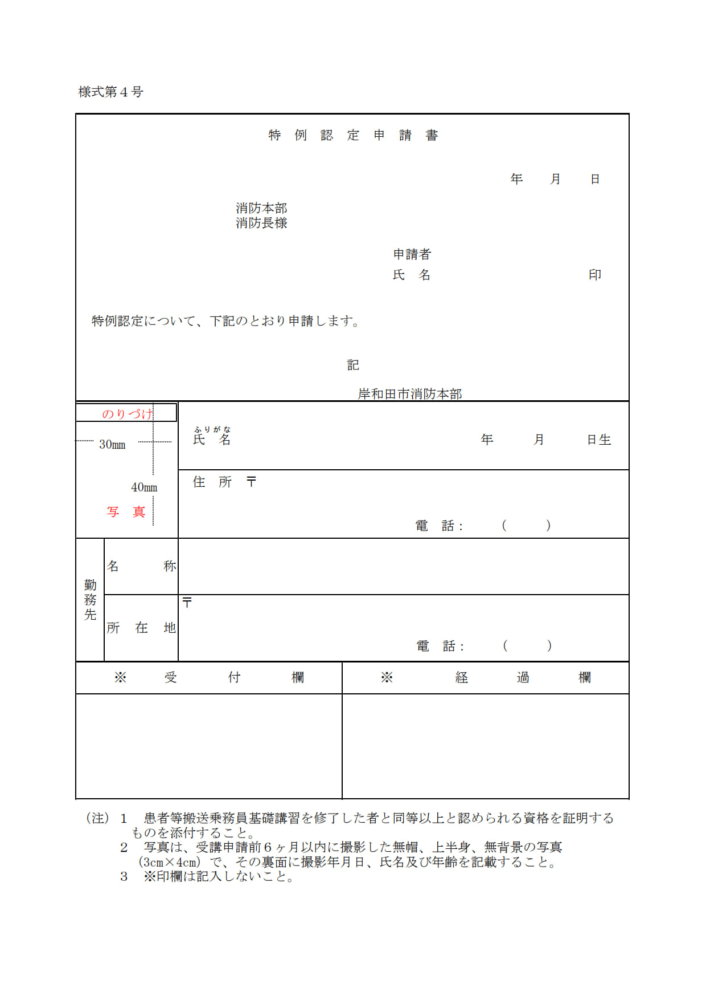 様式第４号
特　例　認　定　申　請　書
年　　月　　日
消防本部
消防長様
申請者
氏　名　　　　　　　　　　　　印
特例認定について、下記のとおり申請します。
記
岸和田市消防本部
のりづけ
30mm
40mm
写　真
ふりがな
氏　名　　　　　　　　　　　　年　　　月　　　日生
住　所　〒
電　話：　　（　　）
勤務先
名　　　称
所　在　地
〒
電　話：　　（　　）
※　　受　　　付　　　欄
※　　　経　　　過　　　欄
（注）１　患者等搬送乗務員基礎講習を修了した者と同等以上と認められる資格を証明する
ものを添付すること。
２　写真は、受講申請前６ヶ月以内に撮影した無帽、上半身、無背景の写真
（3cm×4cm）で、その裏面に撮影年月日、氏名及び年齢を記載すること。
３　※印欄は記入しないこと。